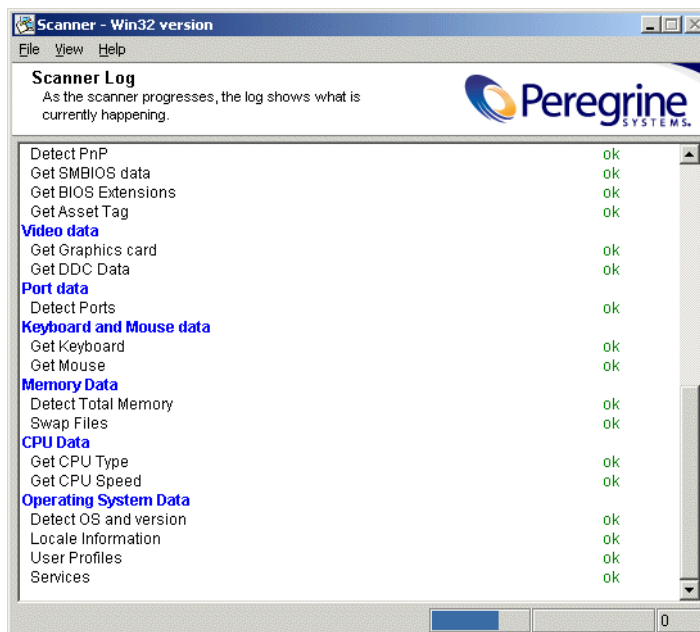 Scanner - Win32 version
File View Help
Scanner Log
As the scanner progresses, the log shows what is
currently happening.
Peregrine
SYSTEMS.
Detect PnP ok
Get SMBIOS data ok
Get BIOS Extensions ok
Get Asset Tag ok
Video data
Get Graphics card ok
Get DDC Data ok
Port data
Detect Ports ok
Keyboard and Mouse data
Get Keyboard ok
Get Mouse ok
Memory Data
Detect Total Memory ok
Swap Files ok
CPU Data
Get CPU Type ok
Get CPU Speed ok
Operating System Data
Detect OS and version ok
Locale Information ok
User Profiles ok
Services ok
0